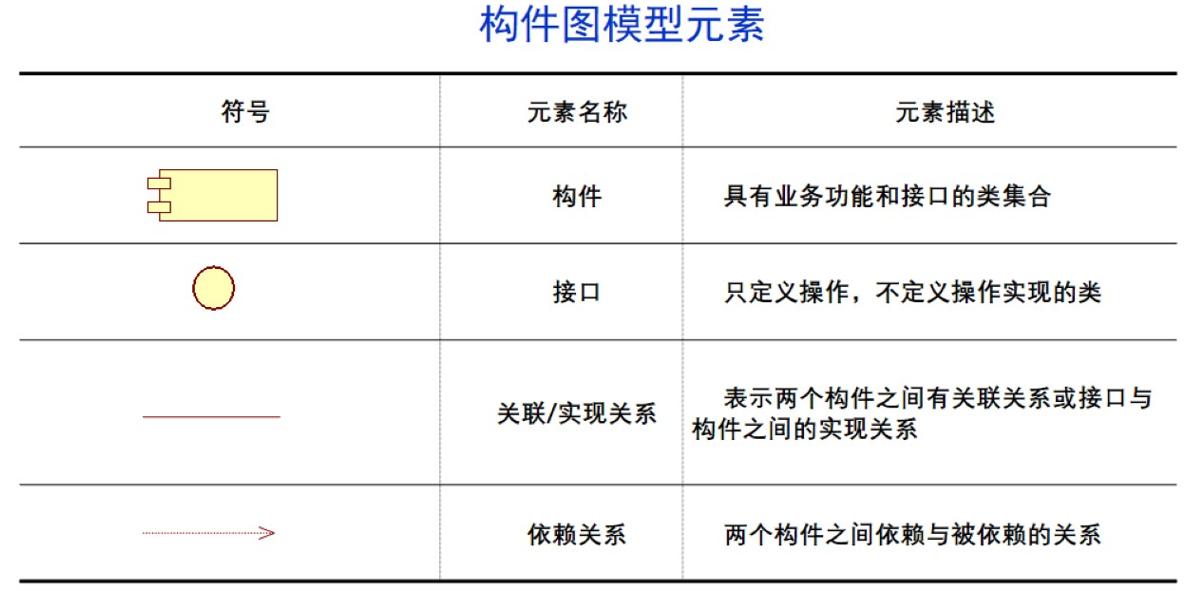 构件图模型元素
符号 元素名称 元素描述
构件 具有业务功能和接口的类集合
接口 只定义操作，不定义操作实现的类
关联/实现关系 表示两个构件之间有关联关系或接口与
构件之间的实现关系
依赖关系 两个构件之间依赖与被依赖的关系